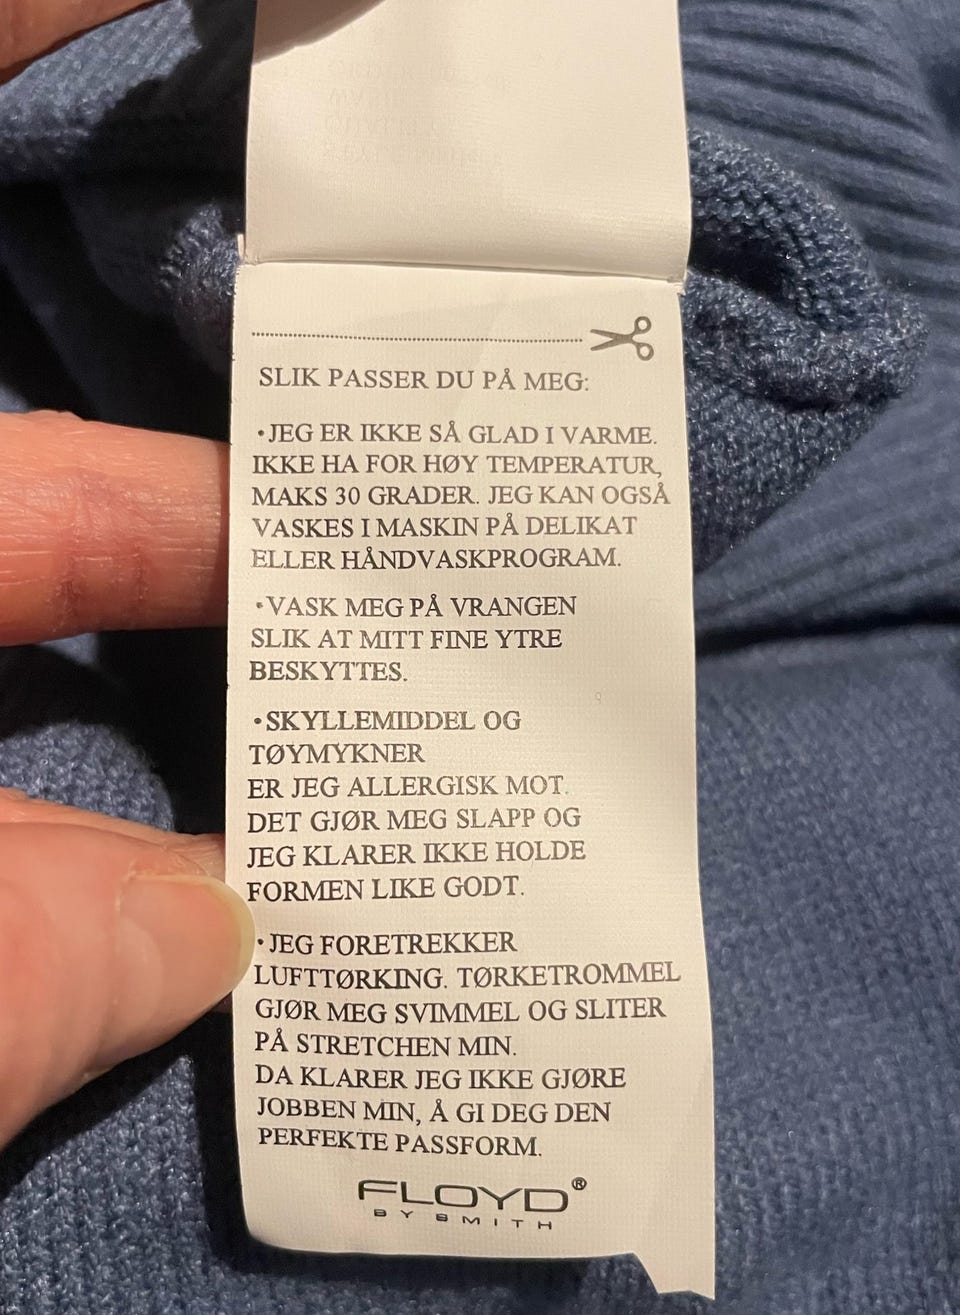 SLIK PASSER DU PÅ MEG:
•JEG ER IKKE SÅ GLAD I VARME.
IKKE HA FOR HØY TEMPERATUR,
MAKS 30 GRADER. JEG KAN OGSÅ
VASKES I MASKIN PÅ DELIKAT
ELLER HÅNDVASKPROGRAM.
•VASK MEG PÅ VRANGEN
SLIK AT MITT FINE YTRE
BESKYTTES.
•SKYLLEMIDDEL OG
TØYMYKNER
ER JEG ALLERGISK MOT.
DET GJØR MEG SLAPP OG
JEG KLARER IKKE HOLDE
FORMEN LIKE GODT.
•JEG FORETREKKER
LUFTTØRKING. TØRKETROMMEL
GJØR MEG SVIMMEL OG SLITER
PÅ STRETCHEN MIN.
DA KLARER JEG IKKE GJØRE
JOBBEN MIN, Å GI DEG DEN
PERFEKTE PASSFORM.
FLOYD®
BY SMITH